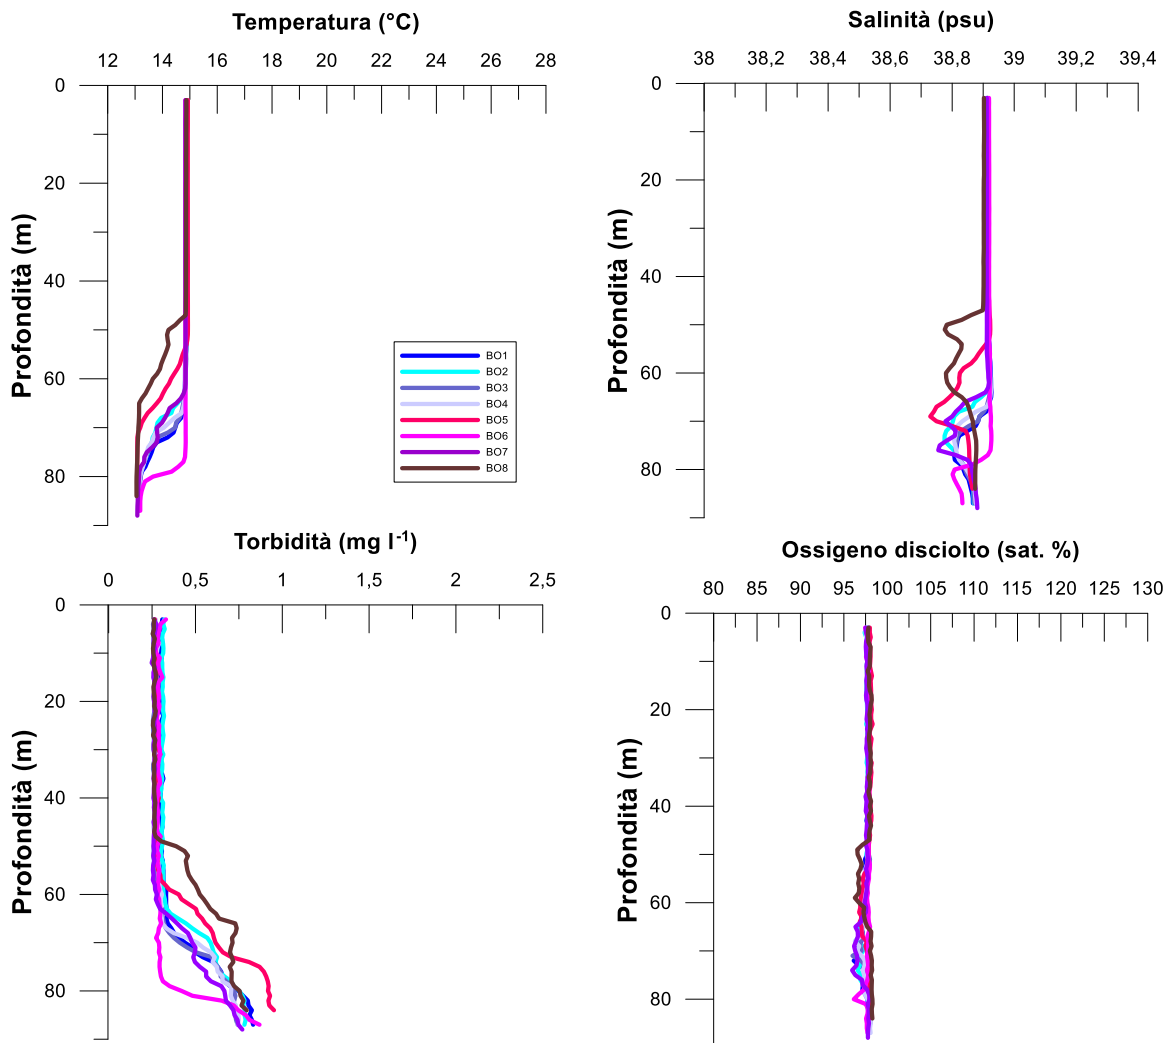 Temperatura (°C)
12 14 16 18 20 22 24 26 28
0
20
40
60
80
Profondità (m)
BO1
BO2
BO3
BO4
BO5
BO6
BO7
BO8
Salinità (psu)
38 38,2 38,4 38,6 38,8 39 39,2 39,4
0
20
40
60
80
Profondità (m)
Torbidità (mg l-1)
0 0,5 1 1,5 2 2,5
0
20
40
60
80
Profondità (m)
Ossigeno disciolto (sat. %)
80 85 90 95 100 105 110 115 120 125 130
0
20
40
60
80
Profondità (m)